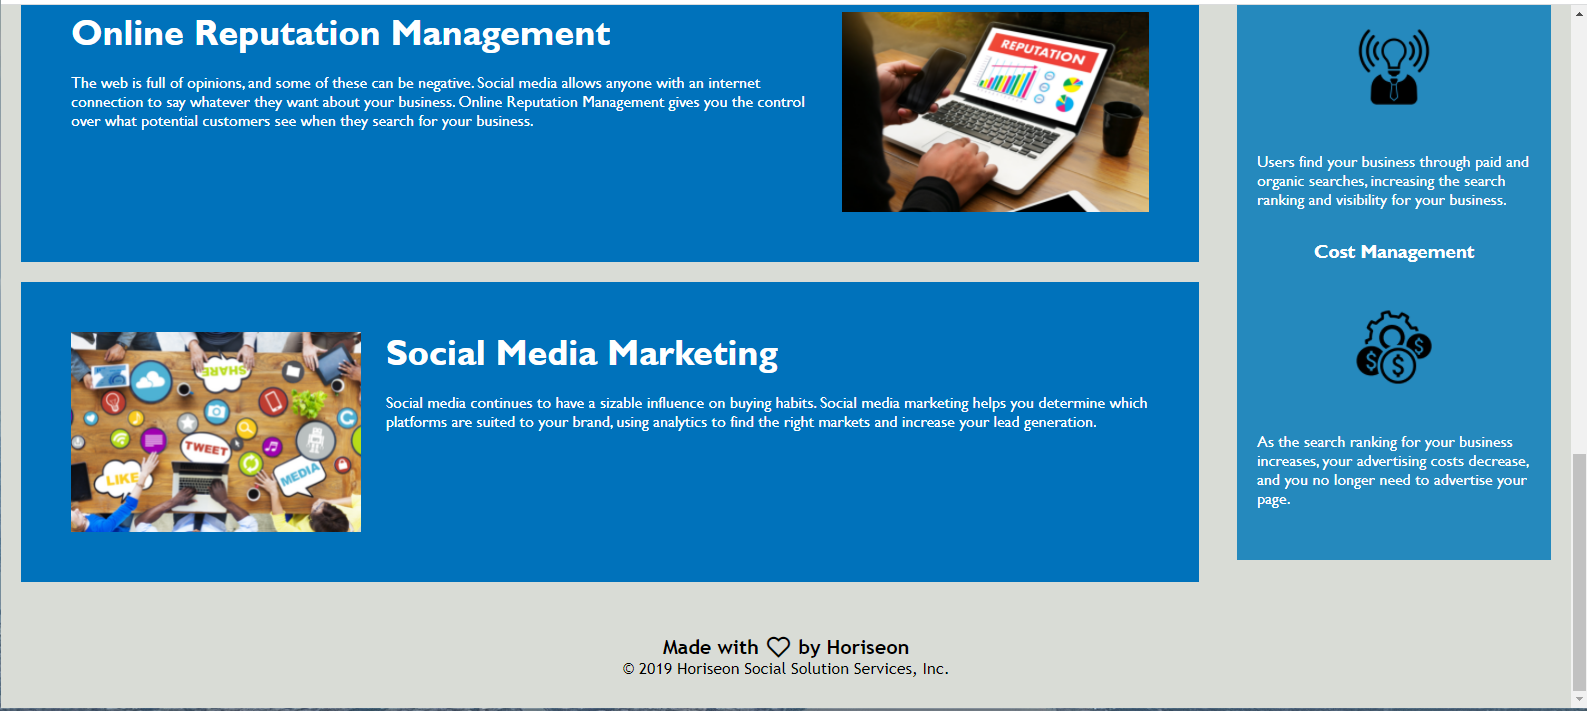 Online Reputation Management
The web is full of opinions, and some of these can be negative. Social media allows anyone with an internet
connection to say whatever they want about your business. Online Reputation Management gives you the control
over what potential customers see when they search for your business.
REPUTATION
Social Media Marketing
Social media continues to have a sizable influence on buying habits. Social media marketing helps you determine which
platforms are suited to your brand, using analytics to find the right markets and increase your lead generation.
SHARE
TWEET
LIKE
MEDIA
Users find your business through paid and
organic searches, increasing the search
ranking and visibility for your business.
Cost Management
$ $
$
As the search ranking for your business
increases, your advertising costs decrease,
and you no longer need to advertise your
page.
Made with ♡ by Horiseon
© 2019 Horiseon Social Solution Services, Inc.